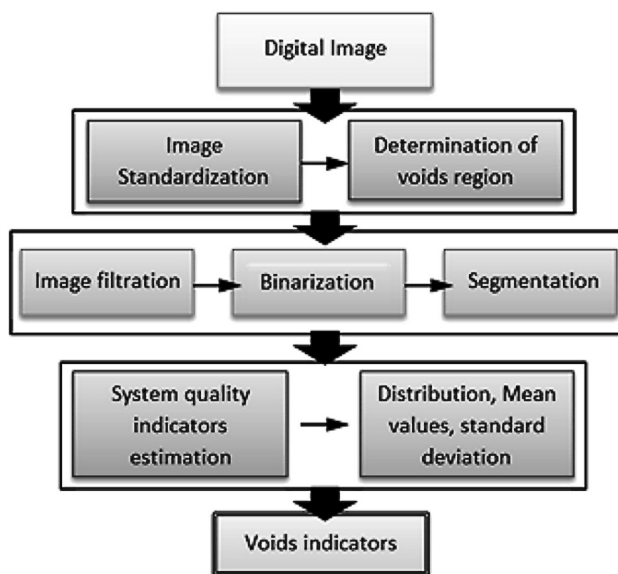 Digital Image
Image
Standardization
Determination of
voids region
Image filtration
Binarization
Segmentation
System quality
indicators
estimation
Distribution, Mean
values, standard
deviation
Voids indicators